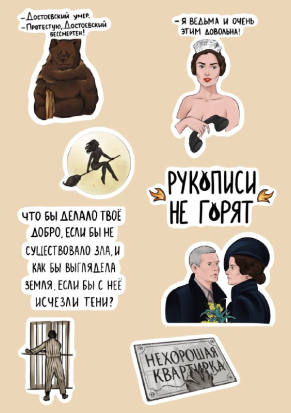 - Достоевский умер.
- Протестую, Достоевский
бессмертен!
- Я ведьма и очень
этим довольна!
РУКОПИСИ
НЕ ГОРЯТ
ЧТО БЫ ДЕЛАЛО ТВОЁ
ДОБРО, ЕСЛИ БЫ НЕ
СУЩЕСТВОВАЛО ЗЛА, И
КАК БЫ ВЫГЛЯДЕЛА
ЗЕМЛЯ, ЕСЛИ БЫ С НЕЁ
ИСЧЕЗЛИ ТЕНИ?
НЕХОРОШАЯ
КВАРТИРКА